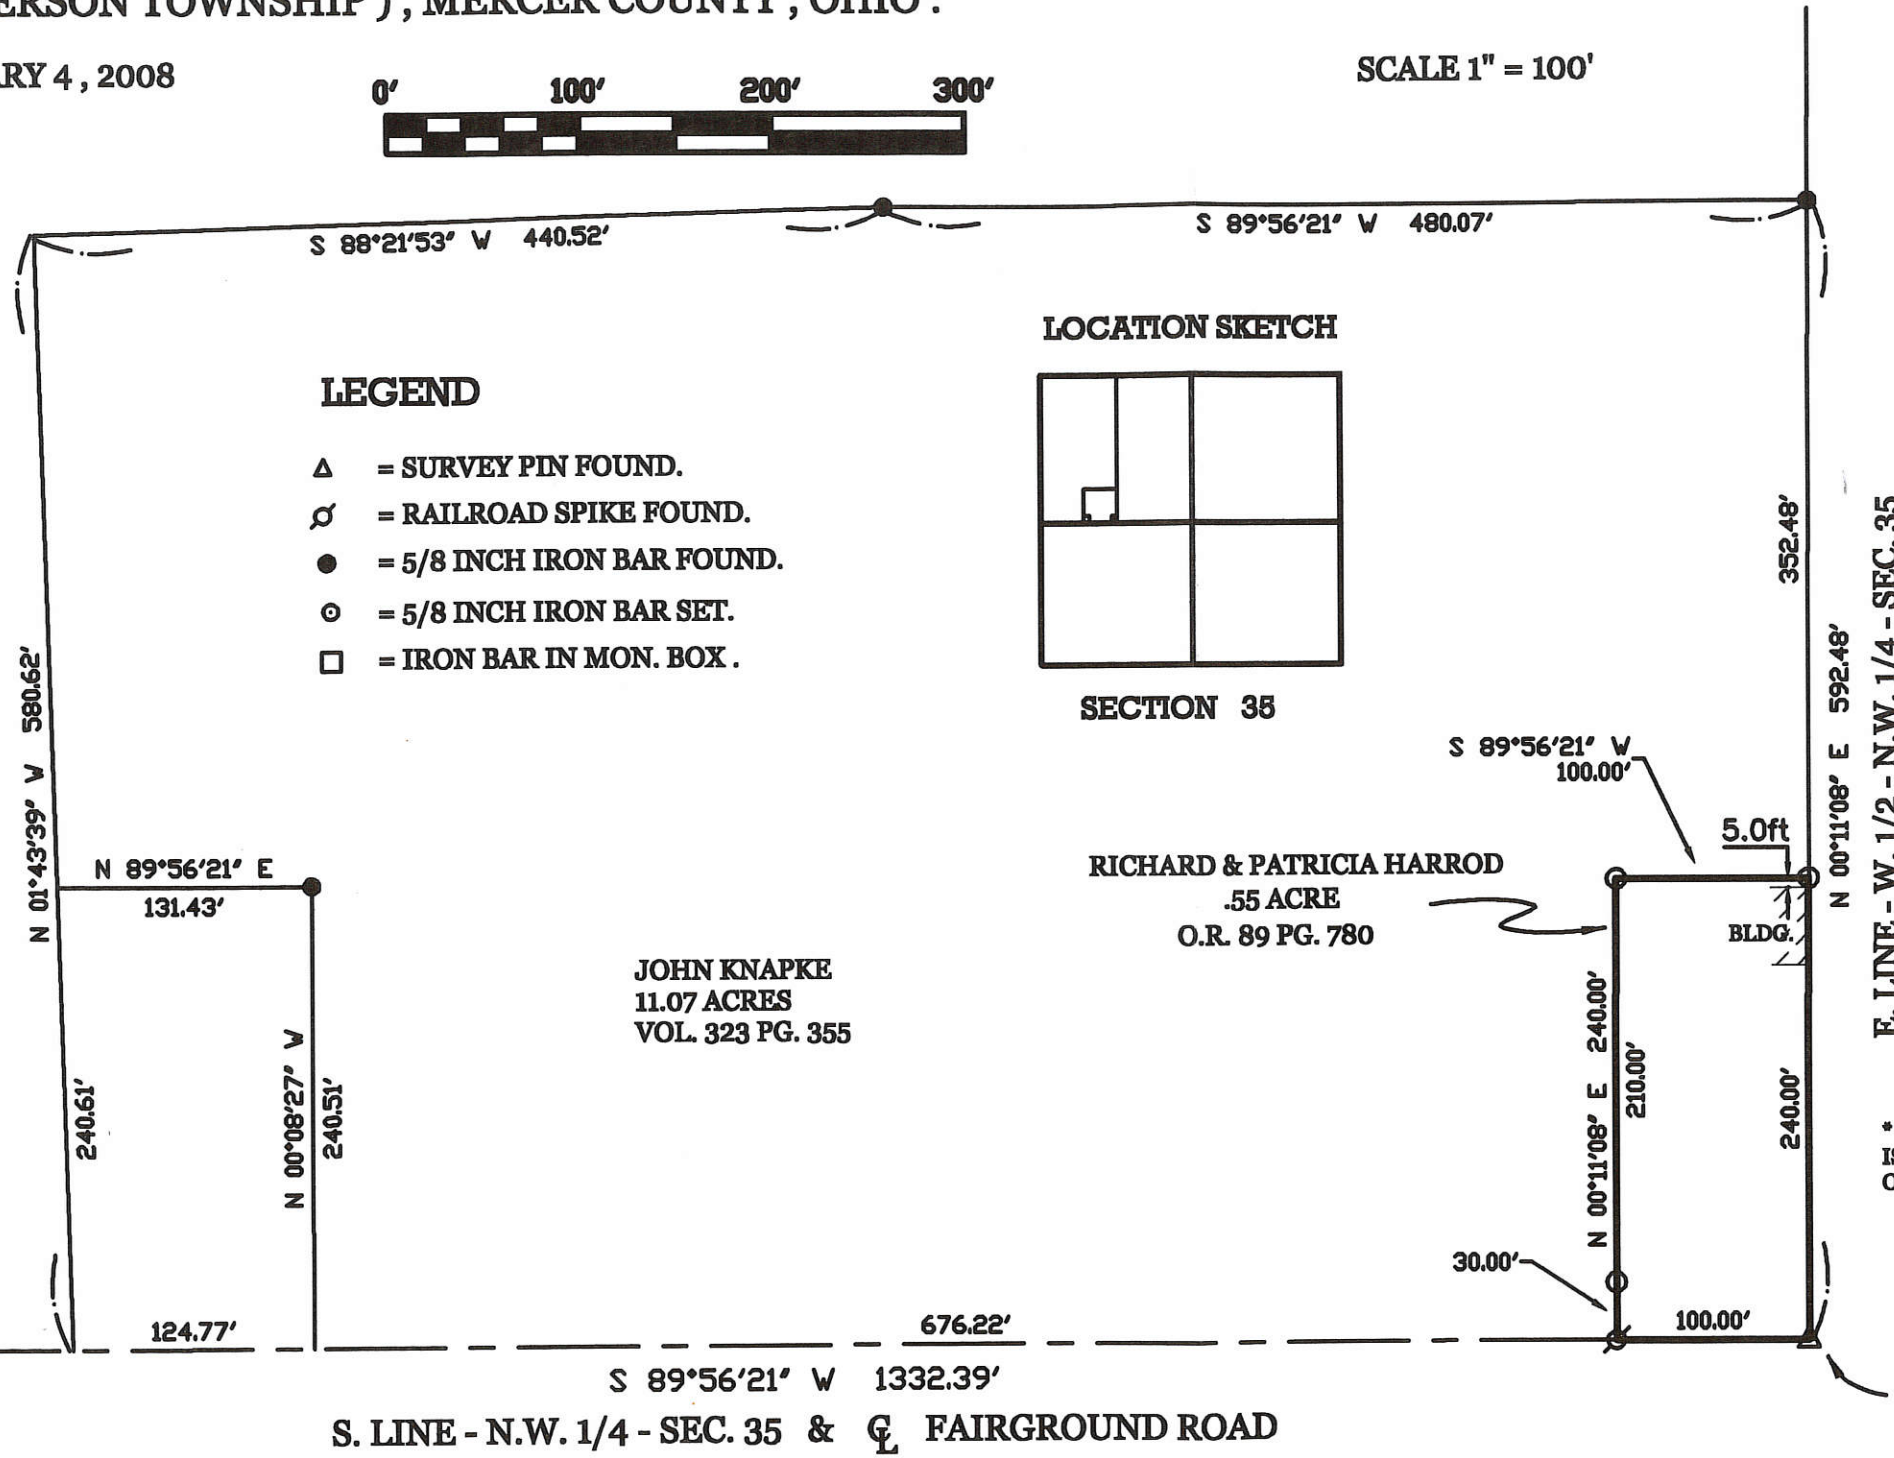 ERSON TOWNSHIP ) , MERCER COUNTY , OHIO .
ARY 4 , 2008
SCALE 1" = 100'
0' 100' 200' 300'
S 88°21'53" W 440.52'
S 89°56'21" W 480.07'
LOCATION SKETCH
SECTION 35
LEGEND
Δ = SURVEY PIN FOUND.
= RAILROAD SPIKE FOUND.
● = 5/8 INCH IRON BAR FOUND.
⊙ = 5/8 INCH IRON BAR SET.
□ = IRON BAR IN MON. BOX .
N 01°43'39" W 580.62'
352.48'
N 00°11'08" E 592.48'
E. LINE - W. 1/2 - N.W. 1/4 - SEC. 35
S 89°56'21" W
100.00'
5.0ft
BLDG.
N 89°56'21" E
131.43'
RICHARD & PATRICIA HARROD
.55 ACRE
O.R. 89 PG. 780
JOHN KNAPKE
11.07 ACRES
VOL. 323 PG. 355
240.61'
N 00°08'27" W
240.51'
N 00°11'08" E 240.00'
210.00'
240.00'
*
IS
30.00'
124.77'
676.22'
100.00'
S 89°56'21" W 1332.39'
S. LINE - N.W. 1/4 - SEC. 35 & ℄ FAIRGROUND ROAD